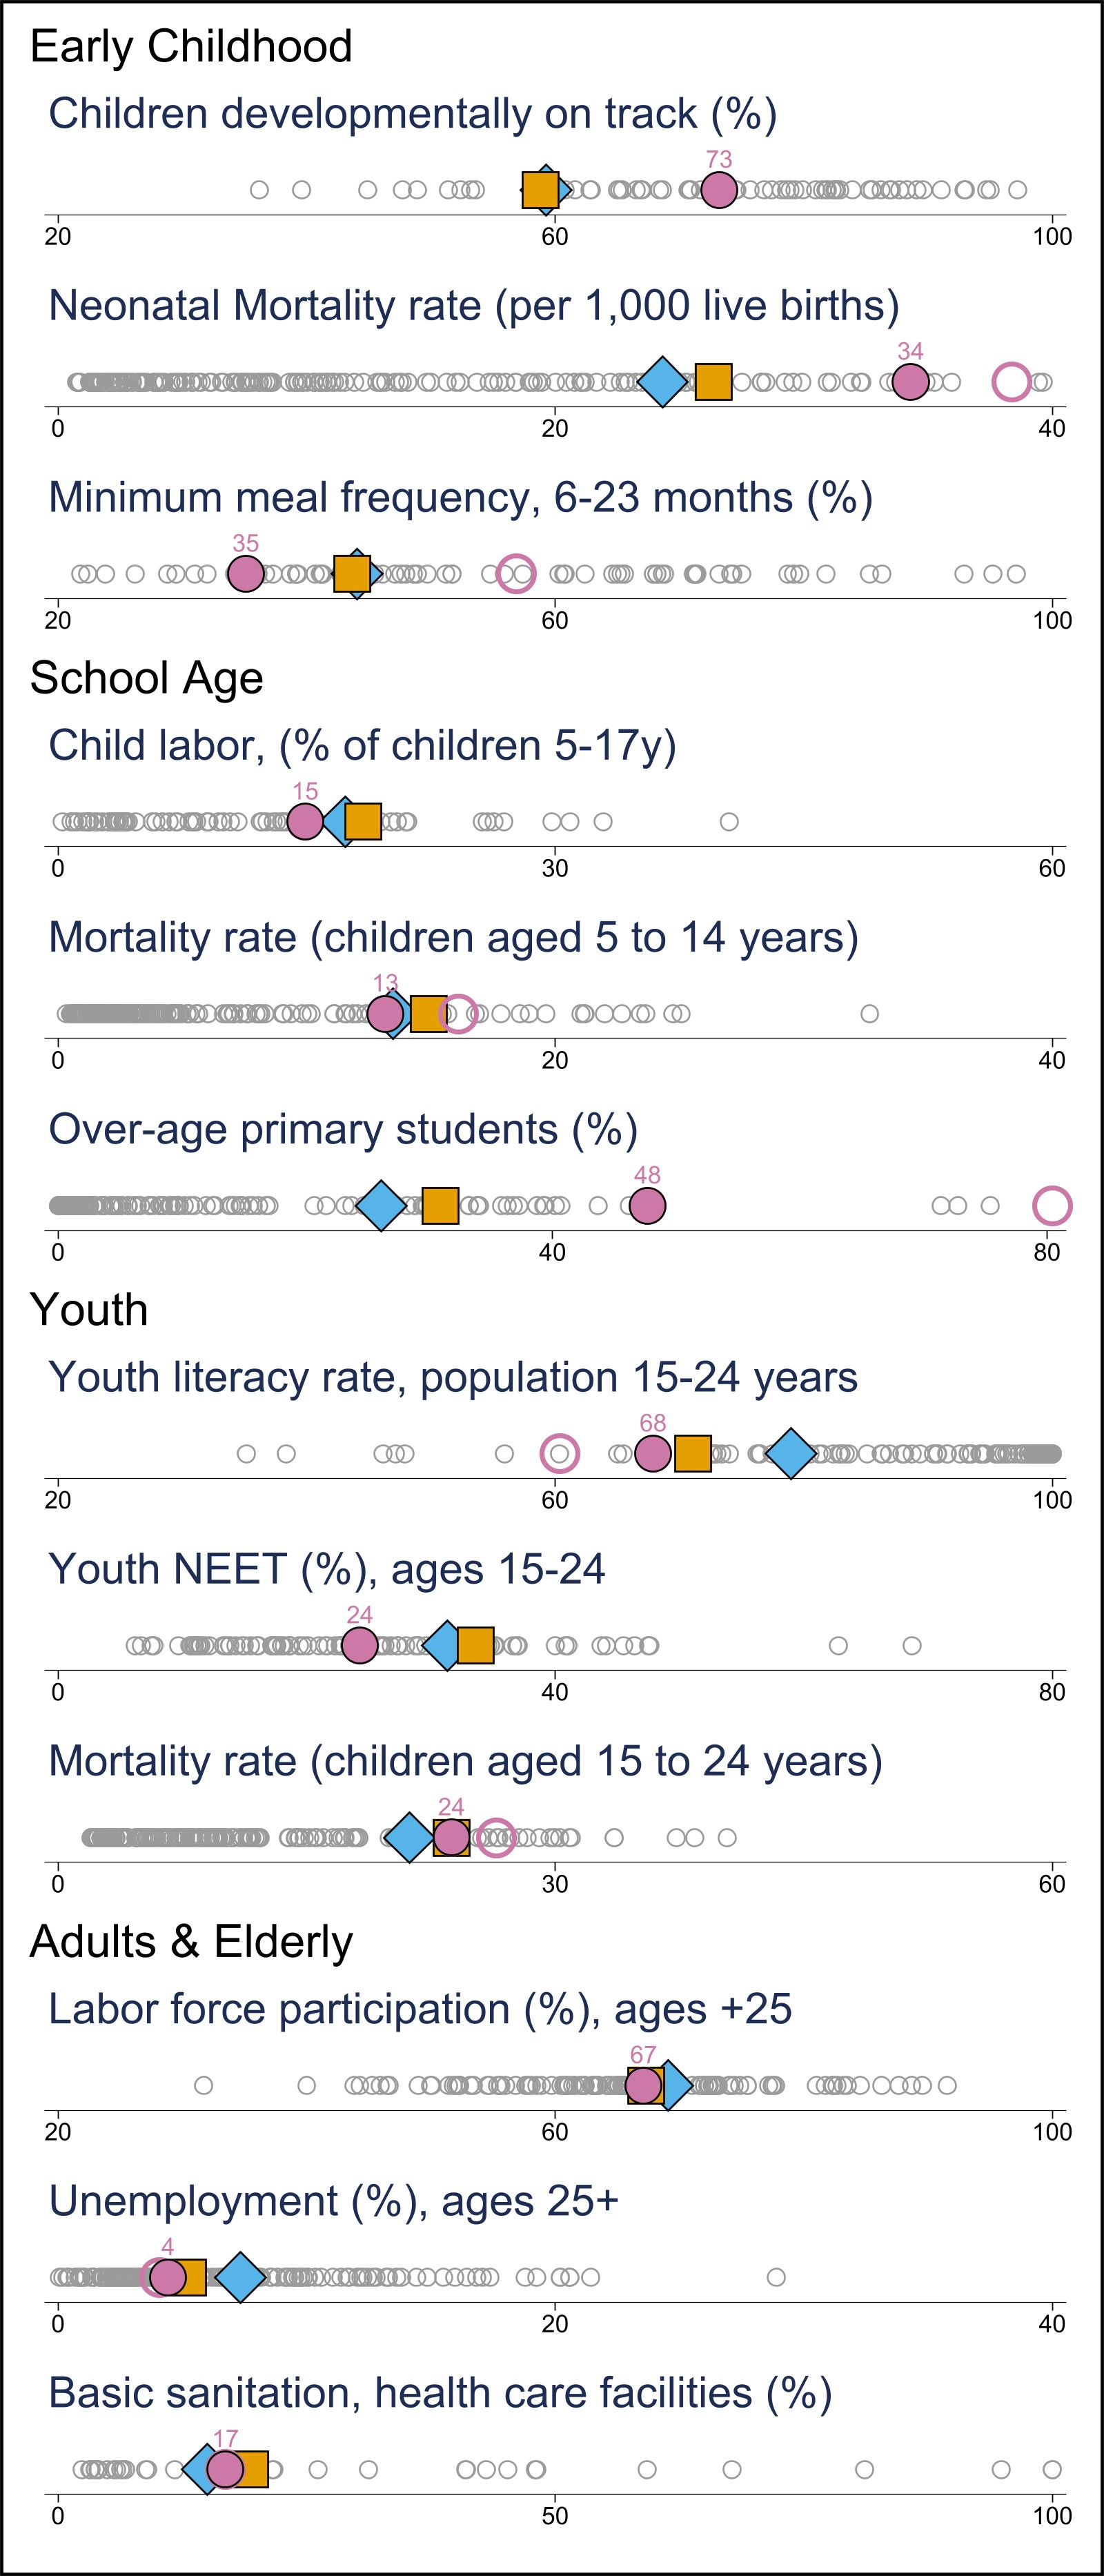 Early Childhood
Children developmentally on track (%)
73
20 60 100
Neonatal Mortality rate (per 1,000 live births)
34
0 20 40
Minimum meal frequency, 6-23 months (%)
35
20 60 100
School Age
Child labor, (% of children 5-17y)
15
0 30 60
Mortality rate (children aged 5 to 14 years)
13
0 20 40
Over-age primary students (%)
48
0 40 80
Youth
Youth literacy rate, population 15-24 years
68
20 60 100
Youth NEET (%), ages 15-24
24
0 40 80
Mortality rate (children aged 15 to 24 years)
24
0 30 60
Adults & Elderly
Labor force participation (%), ages +25
67
20 60 100
Unemployment (%), ages 25+
4
0 20 40
Basic sanitation, health care facilities (%)
17
0 50 100